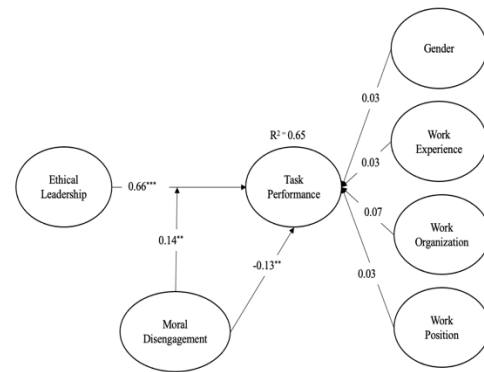 Gender
0.03
R² = 0.65
Work
Experience
0.03
Ethical
Leadership
0.66***
Task
Performance
0.07
Work
Organization
0.14**
-0.13**
0.03
Moral
Disengagement
Work
Position